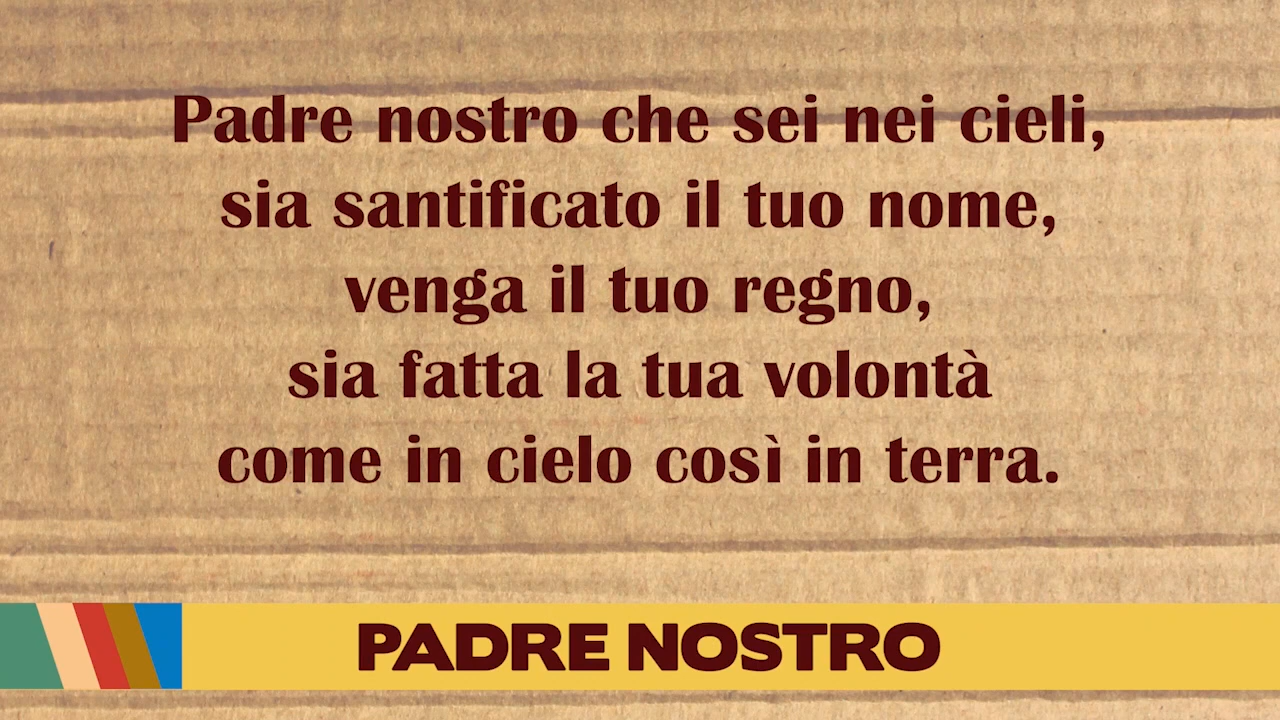 Padre nostro che sei nei cieli,
sia santificato il tuo nome,
venga il tuo regno,
sia fatta la tua volontà
come in cielo così in terra.
PADRE NOSTRO